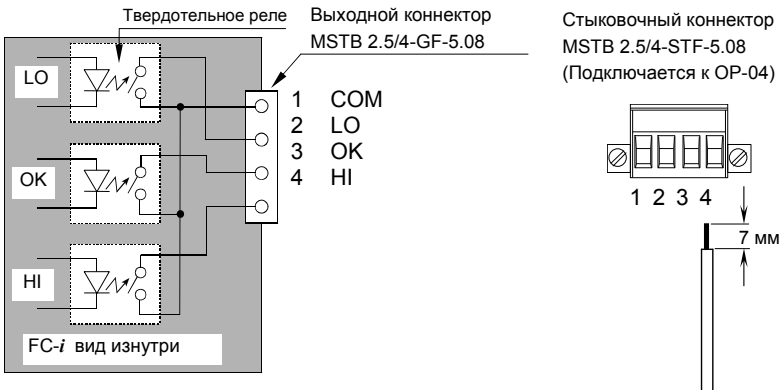 Твердотельное реле
Выходной коннектор
MSTB 2.5/4-GF-5.08
Стыковочный коннектор
MSTB 2.5/4-STF-5.08
(Подключается к OP-04)
LO
OK
HI
1 COM
2 LO
3 OK
4 HI
1 2 3 4
7 мм
FC-i вид изнутри